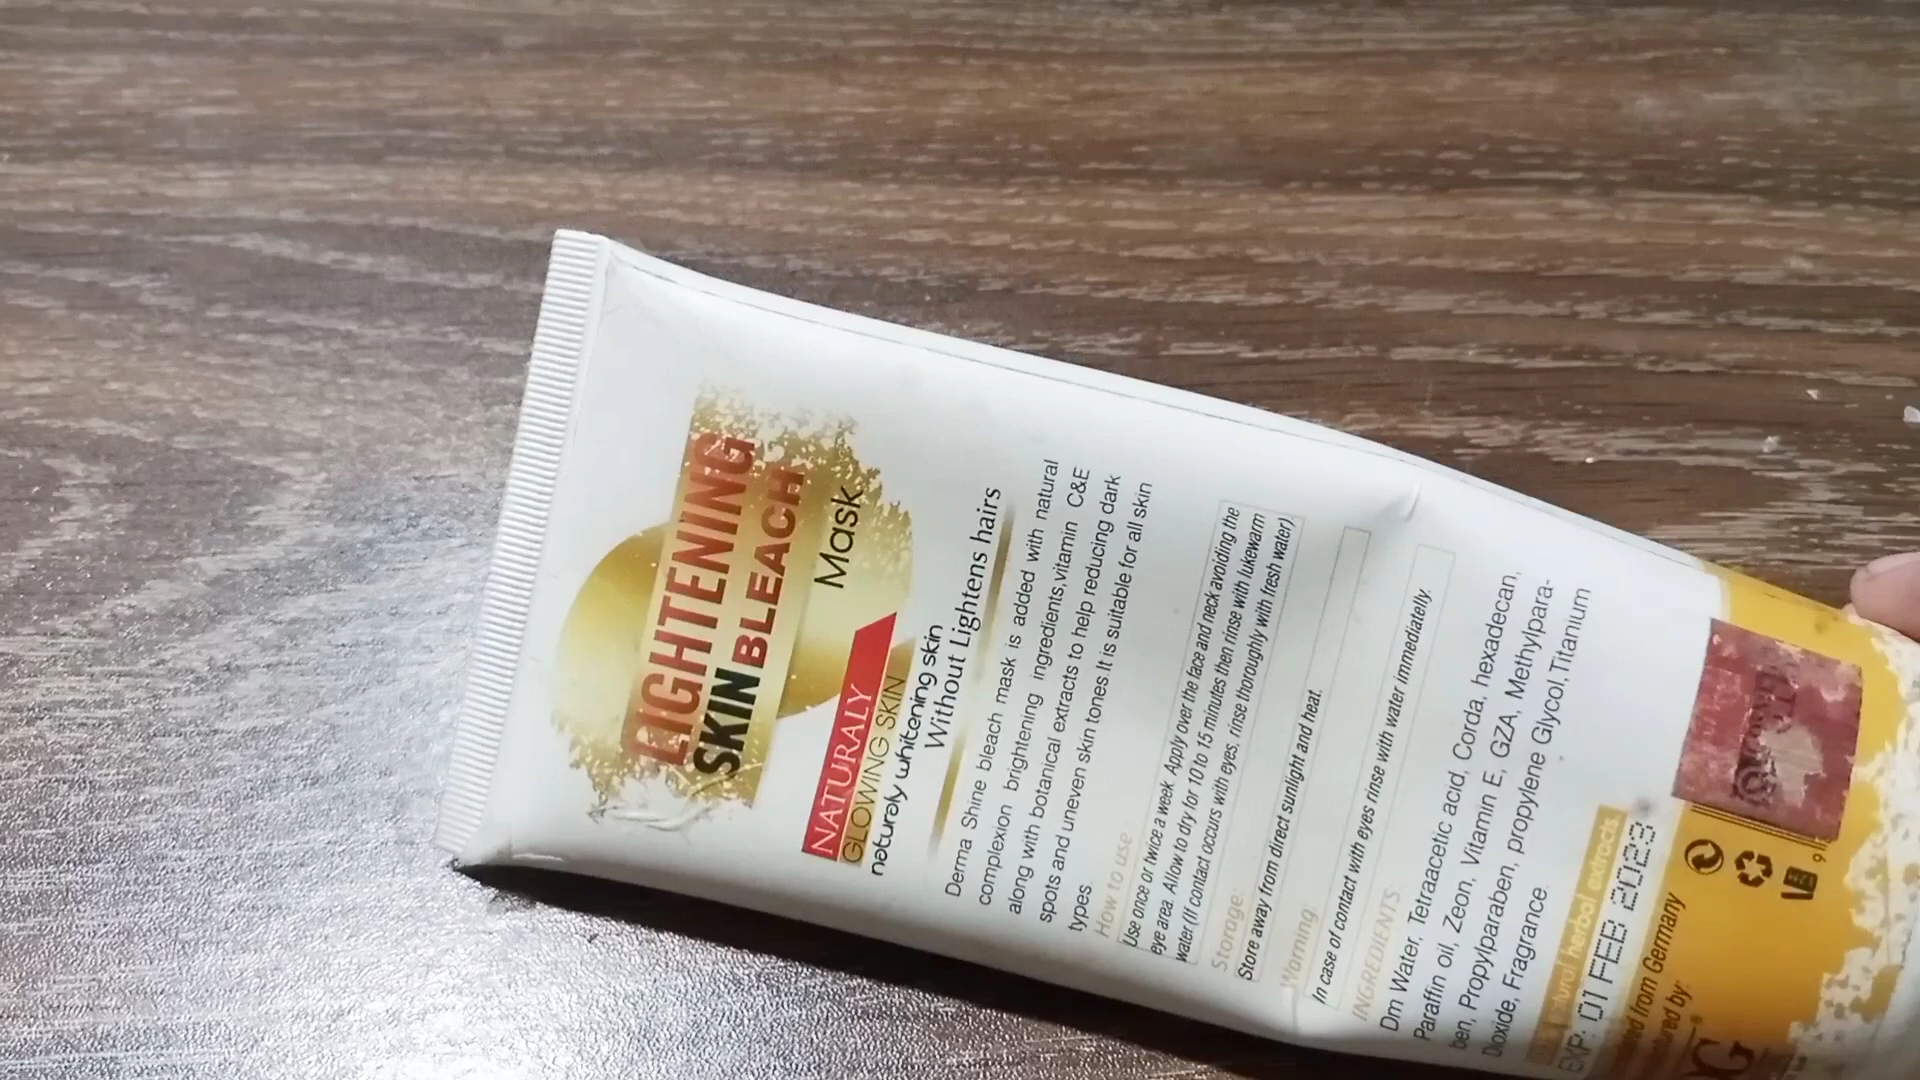 LIGHTENING
SKIN BLEACH
Mask
NATURALY
GLOWING SKIN
naturely whitening skin
Without Lightens hairs
Derma Shine bleach mask is added with natural
complexion brightening ingredients,vitamin C&E
along with botanical extracts to help reducing dark
spots and uneven skin tones It is suitable for all skin
types
How to use
Use once or twice a week. Apply over the face and neck avoiding the
eye area. Allow to dry for 10 to 15 minutes then rinse with lukewarm
water (If contact occurs with eyes, rinse thoroughly with fresh water)
Storage:
Store away from direct sunlight and heat.
Warning:
In case of contact with eyes rinse with water immediatelly.
INGREDIENTS:
Dm Water, Tetraacetic acid, Corda, hexadecan,
Paraffin oil, Zeon, Vitamin E, GZA, Methylpara-
ben, Propylparaben, propylene Glycol, Titanium
Dioxide, Fragrance
natural herbal extracts.
EXP: 01 FEB 2023
from Germany
by: